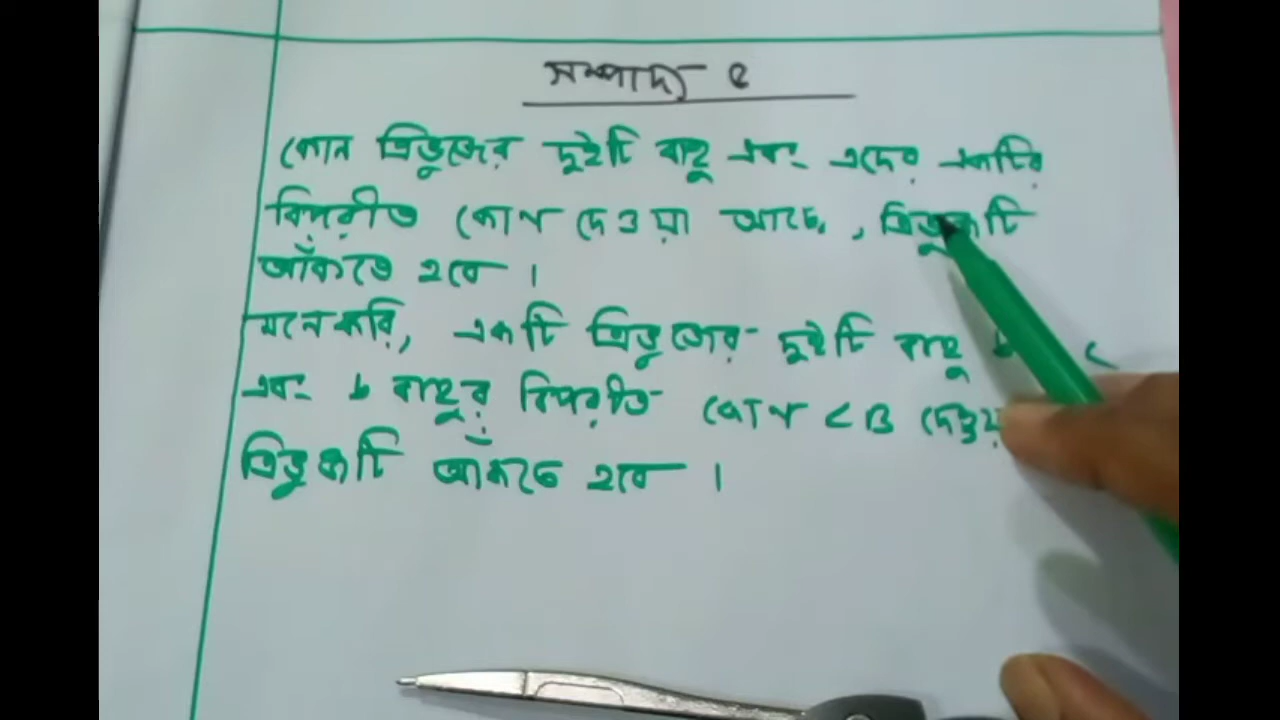 সম্পাদ্য - ৫
কোন ত্রিভুজের দুইটি বাহু এবং এদের একটির
বিপরীত কোণ দেওয়া আছে, ত্রিভুজটি
আঁকতে হবে ।
মনেকরি, একটি ত্রিভুজের দুইটি বাহু b c
এবং b বাহুর বিপরীত কোণ ∠B
ত্রিভুজটি আঁকতে হবে ।